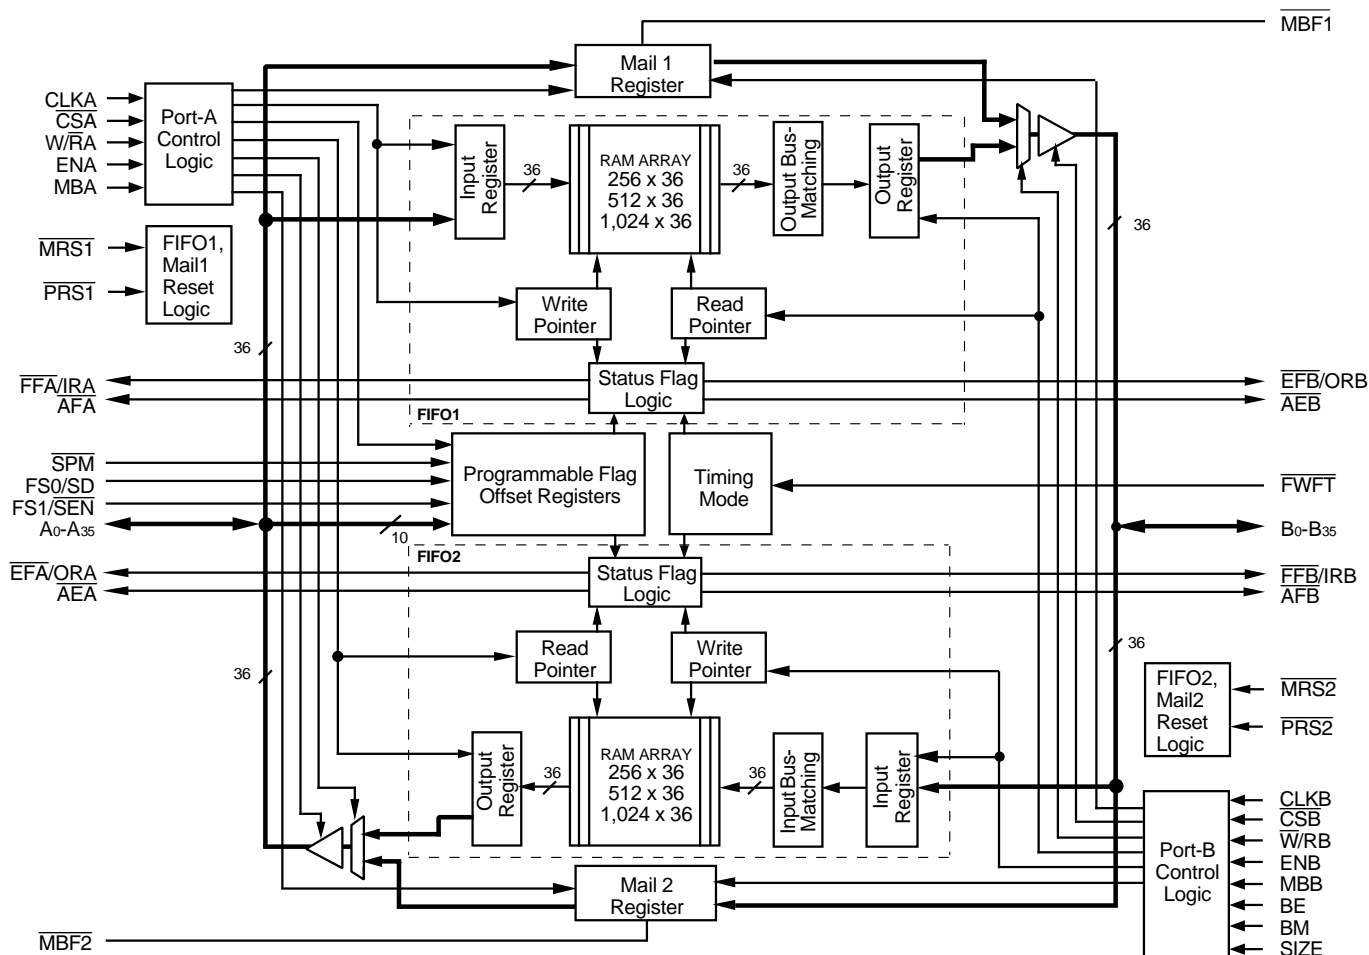 MBF1
Mail 1
Register
CLKA
CSA
W/RA
ENA
MBA
Port-A
Control
Logic
Input
Register
36
RAM ARRAY
256 x 36
512 x 36
1,024 x 36
36
Output Bus-
Matching
Output
Register
36
MRS1
PRS1
FIFO1,
Mail1
Reset
Logic
Write
Pointer
Read
Pointer
36
FFA/IRA
AFA
Status Flag
Logic
FIFO1
EFB/ORB
AEB
SPM
FS0/SD
FS1/SEN
A0-A35
Programmable Flag
Offset Registers
10
Timing
Mode
FWFT
B0-B35
FIFO2
EFA/ORA
AEA
Status Flag
Logic
FFB/IRB
AFB
Read
Pointer
Write
Pointer
36
36
FIFO2,
Mail2
Reset
Logic
MRS2
PRS2
Output
Register
36
RAM ARRAY
256 x 36
512 x 36
1,024 x 36
36
Input Bus-
Matching
Input
Register
Port-B
Control
Logic
CLKB
CSB
W/RB
ENB
MBB
BE
BM
SIZE
Mail 2
Register
MBF2